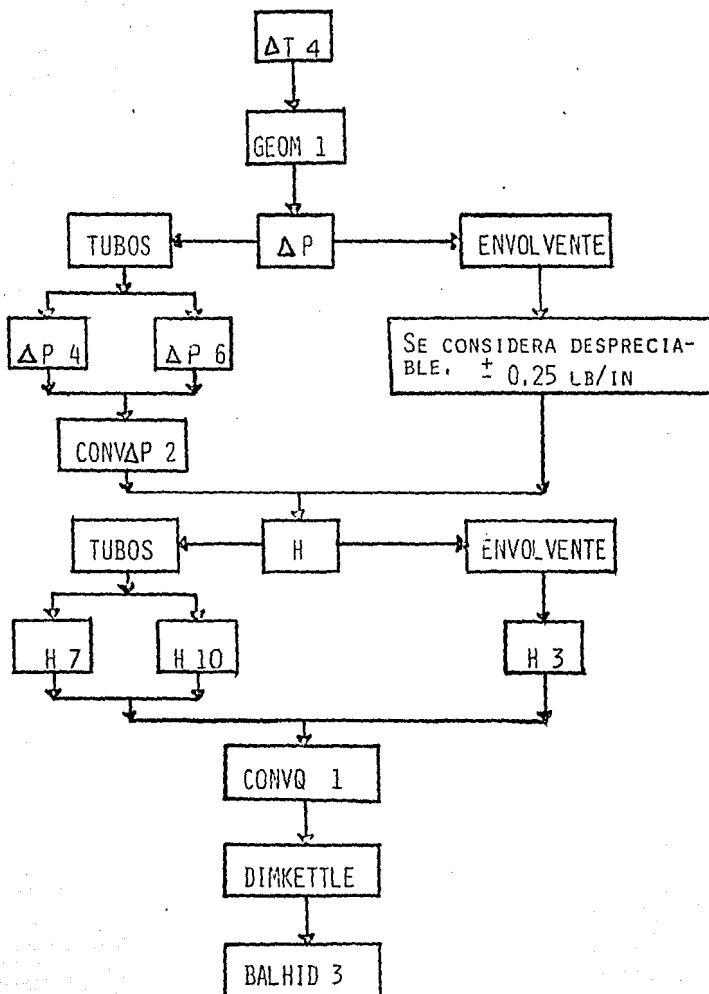 ΔT 4
GEOM 1
TUBOS
ΔP
ENVOLVENTE
ΔP 4
ΔP 6
SE CONSIDERA DESPRECIA-
BLE. ± 0.25 LB/IN
CONVΔP 2
TUBOS
H
ENVOLVENTE
H 7
H 10
H 3
CONVQ 1
DIMKETTLE
BALHID 3